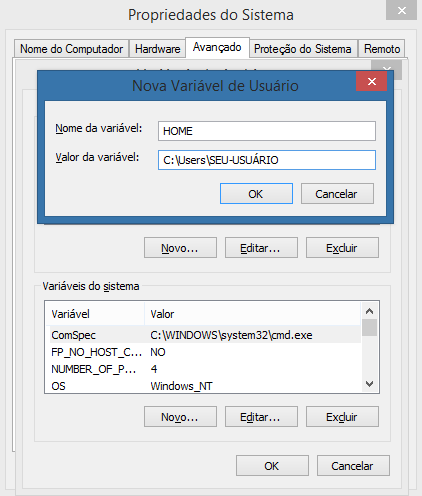 Propriedades do Sistema
Nome do Computador Hardware Avançado Proteção do Sistema Remoto
Nova Variável de Usuário
Nome da variável: HOME
Valor da variável: C:\Users\SEU-USUÁRIO
OK Cancelar
Novo... Editar... Excluir
Variáveis do sistema
Variável Valor
ComSpec C:\WINDOWS\system32\cmd.exe
FP_NO_HOST_C... NO
NUMBER_OF_P... 4
OS Windows_NT
Novo... Editar... Excluir
OK Cancelar